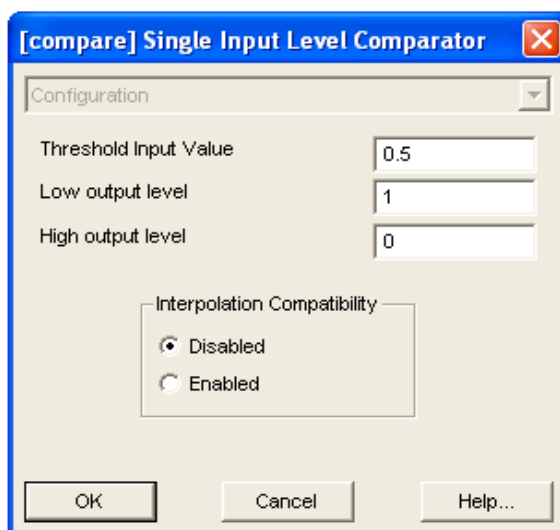 [compare] Single Input Level Comparator
Configuration
Threshold Input Value 0.5
Low output level 1
High output level 0
Interpolation Compatibility
Disabled
Enabled
OK Cancel Help...